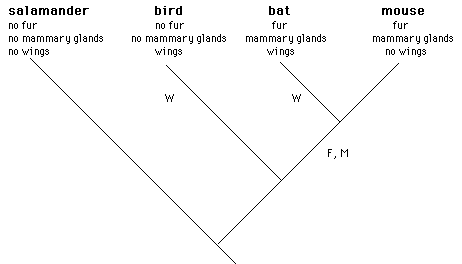 salamander
no fur
no mammary glands
no wings
bird
no fur
no mammary glands
wings
bat
fur
mammary glands
wings
mouse
fur
mammary glands
no wings
W
W
F, M